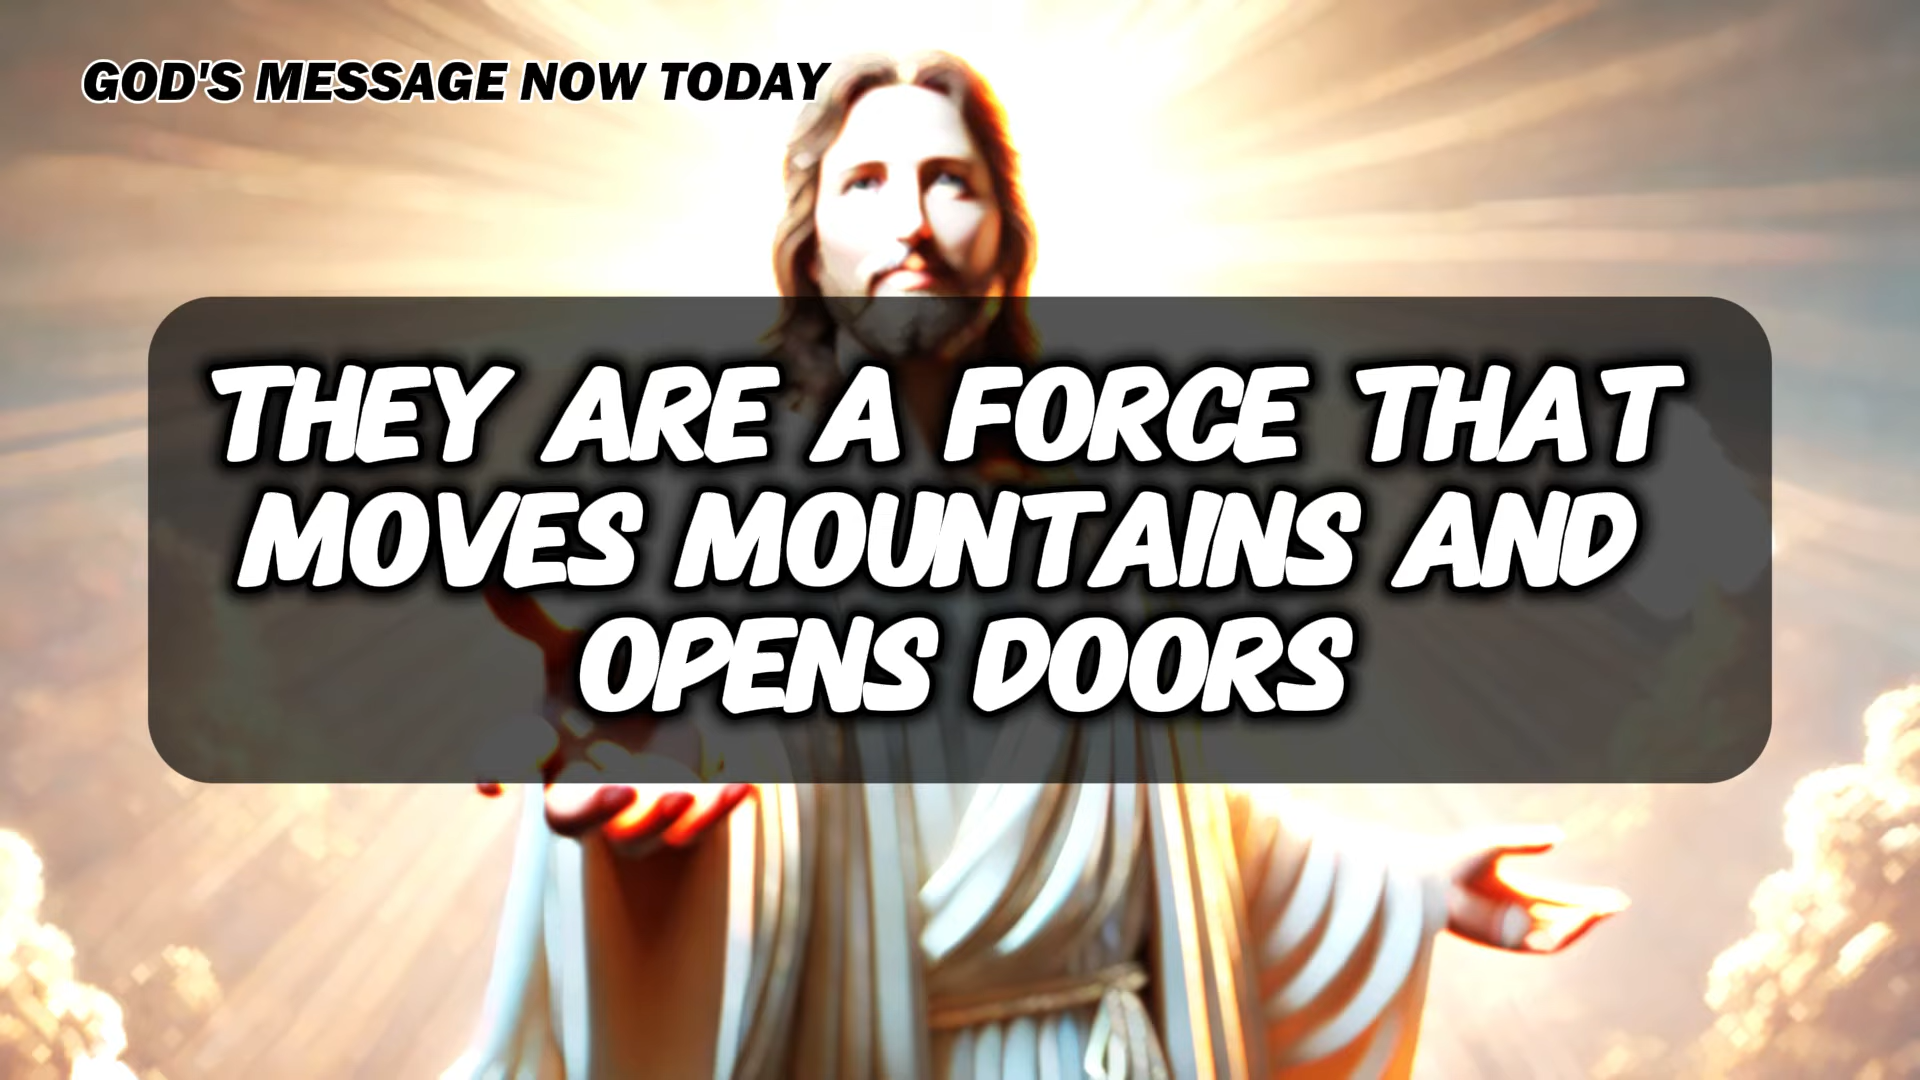 GOD'S MESSAGE NOW TODAY
THEY ARE A FORCE THAT
MOVES MOUNTAINS AND
OPENS DOORS